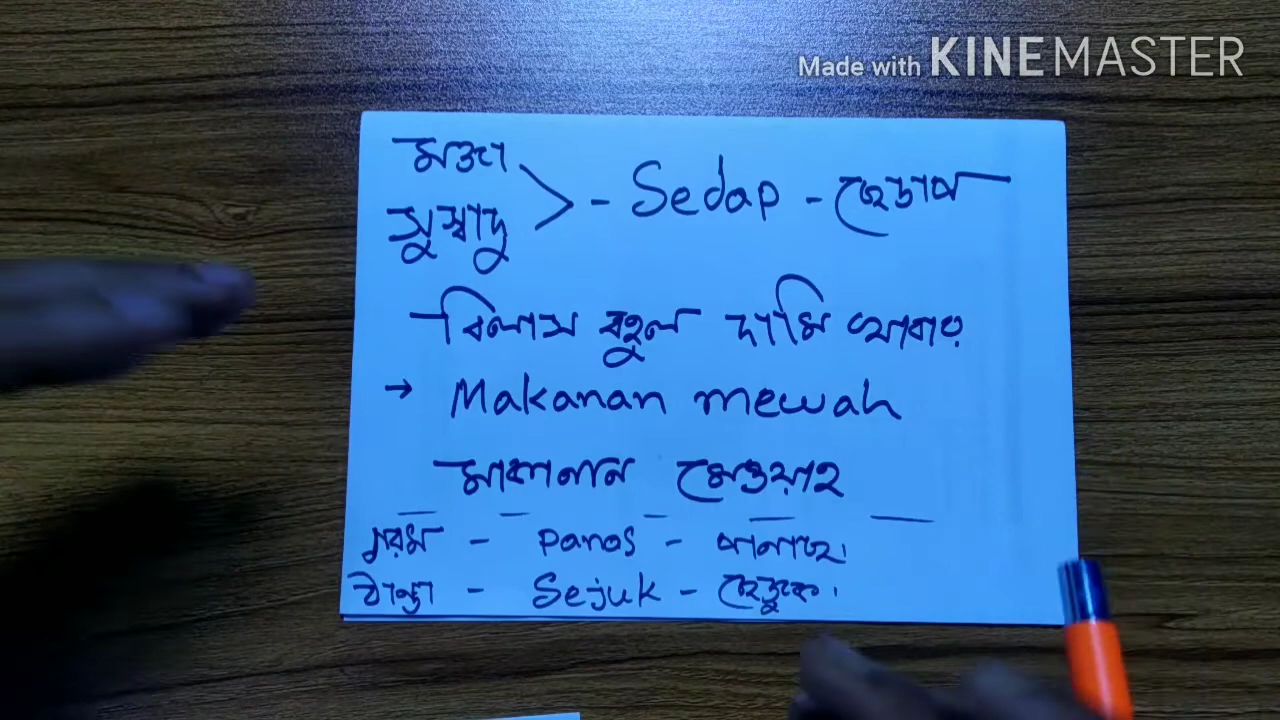 Made with KINEMASTER
মজা
সুস্বাদু > - Sedap - ছেডাপ
বিলাস বহুল দামি খাবার
→ Makanan mewah
মাকানান মেওয়াহ
গরম - panas - পানাছ।
ঠান্ডা - Sejuk - ছেজুক।